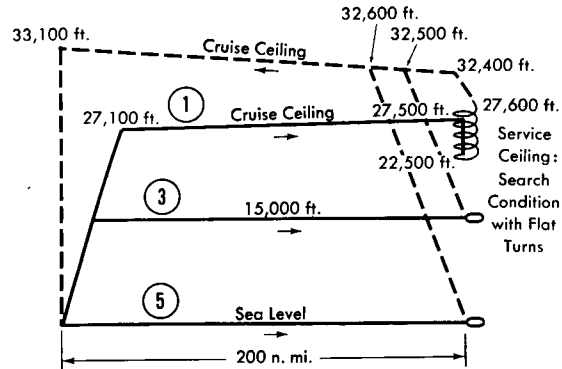 33,100 ft.
Cruise Ceiling
32,600 ft.
32,500 ft.
32,400 ft.
1
27,100 ft.
Cruise Ceiling
27,500 ft.
27,600 ft.
22,500 ft.
Service
Ceiling:
Search
Condition
with Flat
Turns
3
15,000 ft.
5
Sea Level
200 n. mi.